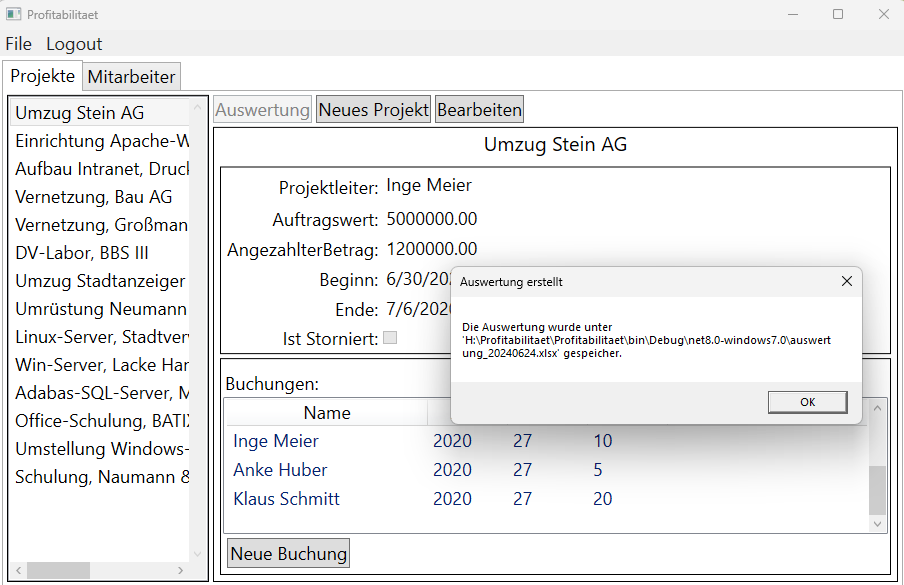 Profitabilitaet
File Logout
Projekte Mitarbeiter
Umzug Stein AG
Einrichtung Apache-W
Aufbau Intranet, Druck
Vernetzung, Bau AG
Vernetzung, Großman
DV-Labor, BBS III
Umzug Stadtanzeiger
Umrüstung Neumann
Linux-Server, Stadtver
Win-Server, Lacke Har
Adabas-SQL-Server, M
Office-Schulung, BATI
Umstellung Windows-
Schulung, Naumann &
Auswertung Neues Projekt Bearbeiten
Umzug Stein AG
Projektleiter: Inge Meier
Auftragswert: 5000000.00
AngezahlterBetrag: 1200000.00
Beginn: 6/30/202
Ende: 7/6/2020
Ist Storniert:
Buchungen:
Name
Inge Meier 2020 27 10
Anke Huber 2020 27 5
Klaus Schmitt 2020 27 20
Neue Buchung
Auswertung erstellt
Die Auswertung wurde unter
'H:\Profitabilitaet\Profitabilitaet\bin\Debug\net8.0-windows7.0\auswert
ung_20240624.xlsx' gespeicher.
OK